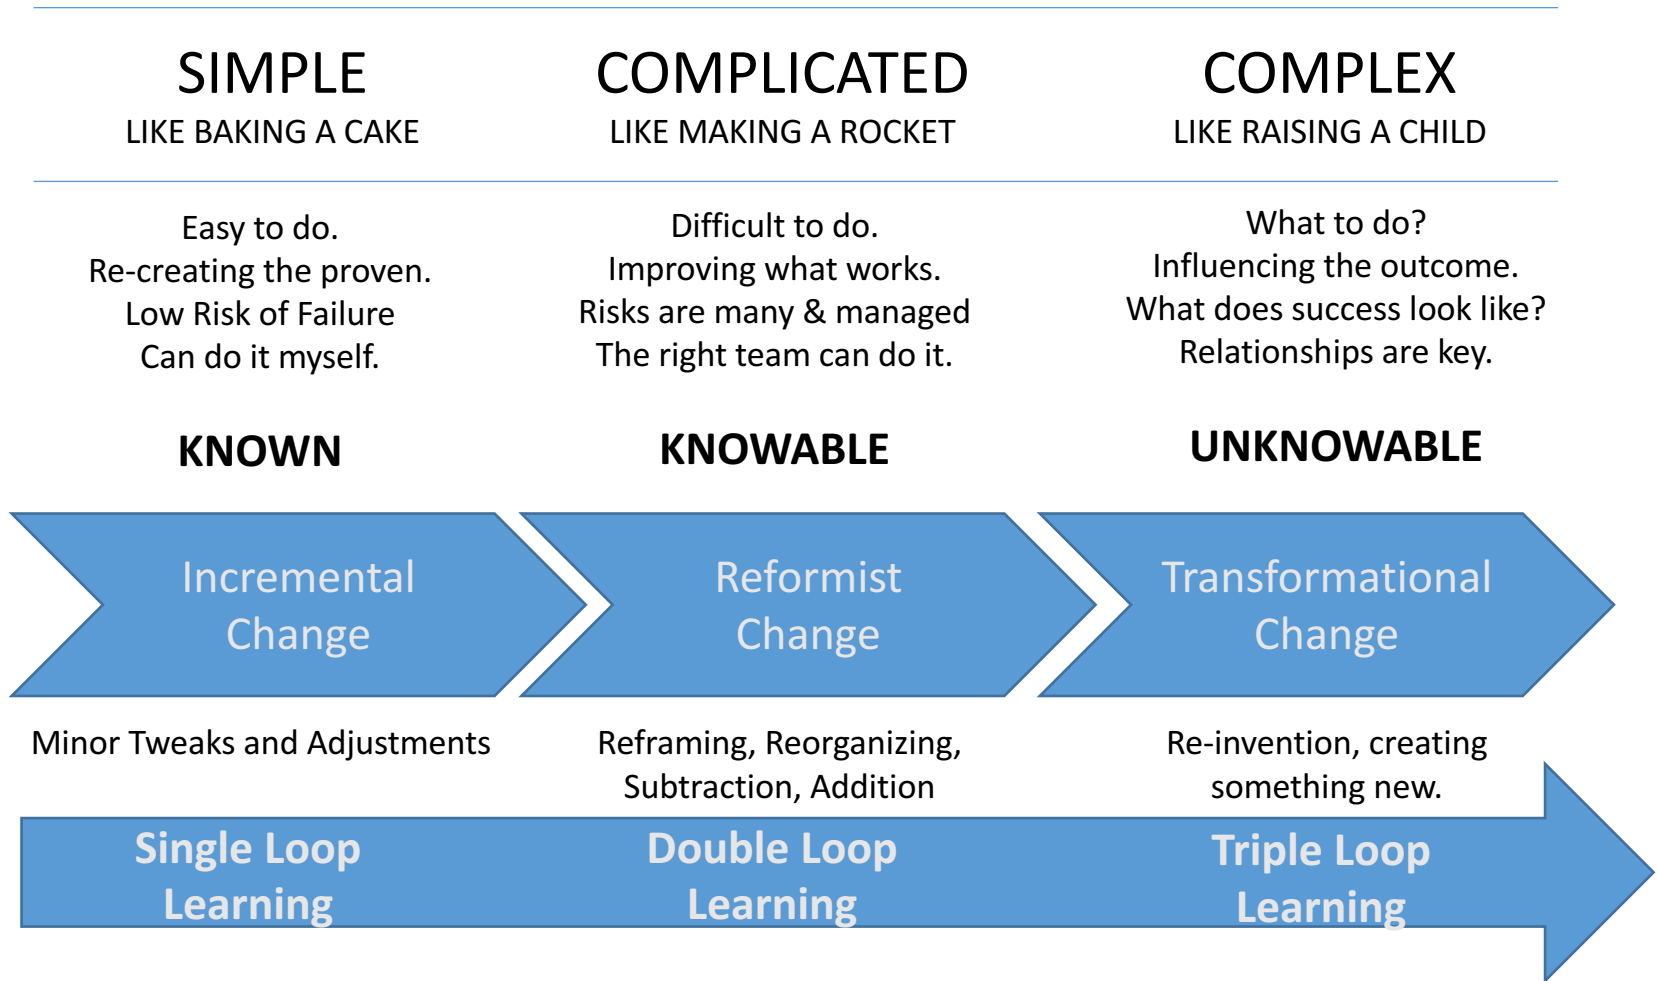 SIMPLE
LIKE BAKING A CAKE
COMPLICATED
LIKE MAKING A ROCKET
COMPLEX
LIKE RAISING A CHILD
Easy to do.
Re-creating the proven.
Low Risk of Failure
Can do it myself.
Difficult to do.
Improving what works.
Risks are many & managed
The right team can do it.
What to do?
Influencing the outcome.
What does success look like?
Relationships are key.
KNOWN
KNOWABLE
UNKNOWABLE
Incremental
Change
Reformist
Change
Transformational
Change
Minor Tweaks and Adjustments
Reframing, Reorganizing,
Subtraction, Addition
Re-invention, creating
something new.
Single Loop
Learning
Double Loop
Learning
Triple Loop
Learning